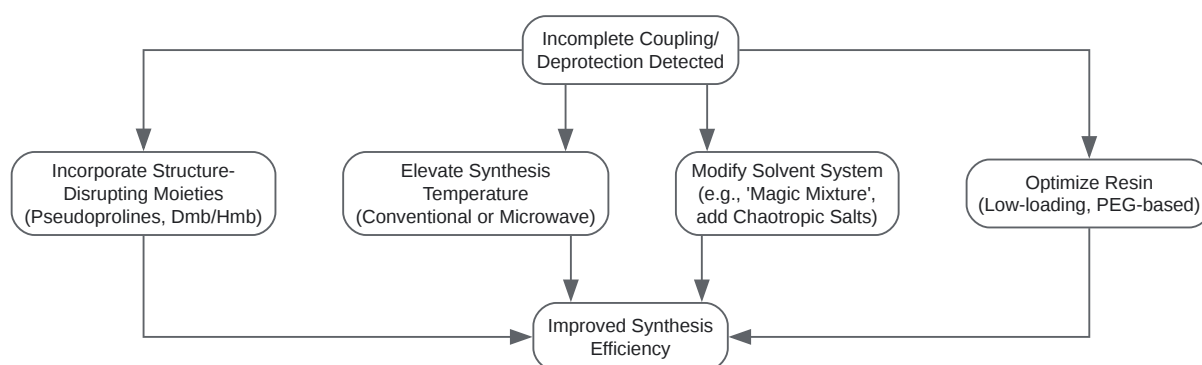 Incomplete Coupling/
Deprotection Detected
Incorporate Structure-
Disrupting Moieties
(Pseudoprolines, Dmb/Hmb)
Elevate Synthesis
Temperature
(Conventional or Microwave)
Modify Solvent System
(e.g., 'Magic Mixture',
add Chaotropic Salts)
Optimize Resin
(Low-loading, PEG-based)
Improved Synthesis
Efficiency